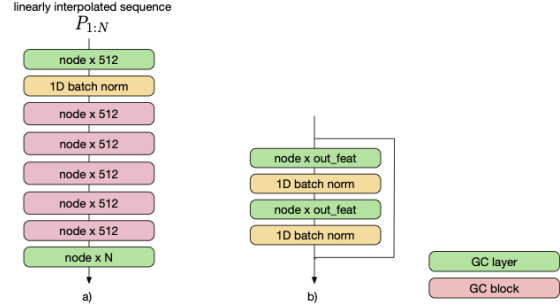 linearly interpolated sequence
P1:N
node x 512
1D batch norm
node x 512
node x 512
node x 512
node x 512
node x 512
node x N
a)
node x out_feat
1D batch norm
node x out_feat
1D batch norm
b)
GC layer
GC block